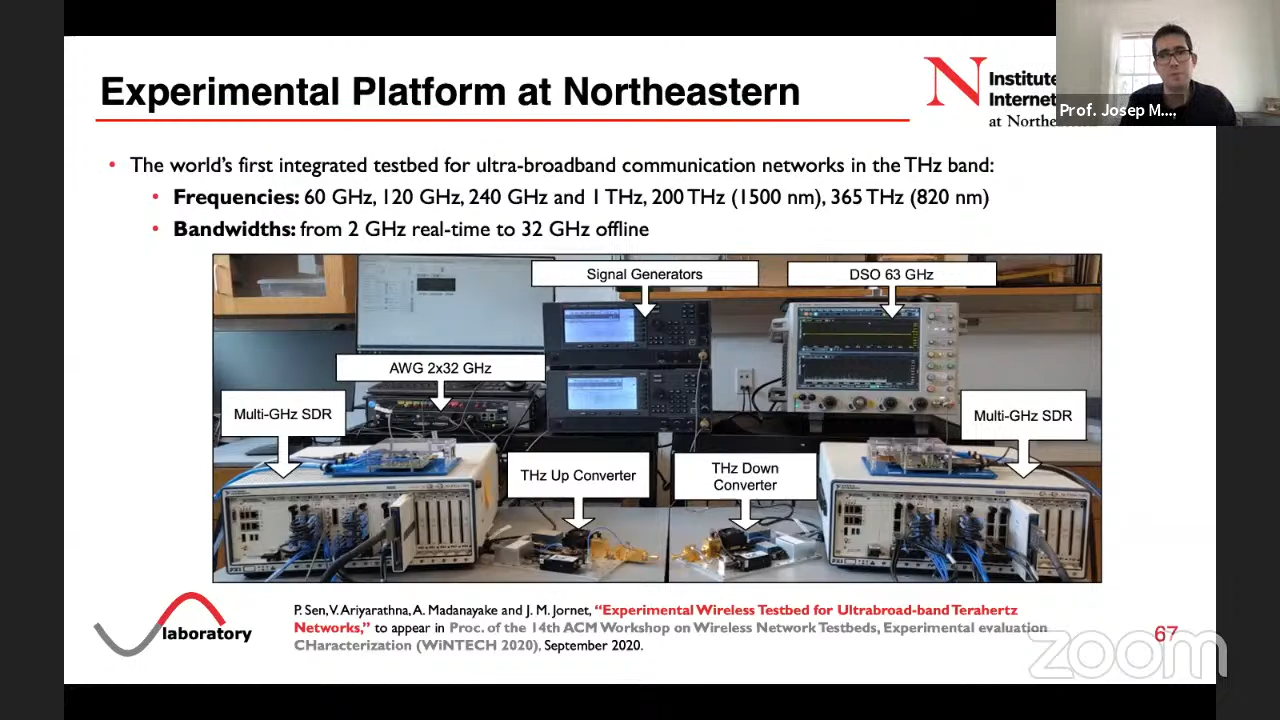 Experimental Platform at Northeastern
N
Institute
Internet
at Northe
Prof. Josep M....
• The world's first integrated testbed for ultra-broadband communication networks in the THz band:
• Frequencies: 60 GHz, 120 GHz, 240 GHz and 1 THz, 200 THz (1500 nm), 365 THz (820 nm)
• Bandwidths: from 2 GHz real-time to 32 GHz offline
Signal Generators
DSO 63 GHz
AWG 2x32 GHz
Multi-GHz SDR
Multi-GHz SDR
THz Up Converter
THz Down
Converter
laboratory
P. Sen, V. Ariyarathna, A. Madanayake and J. M. Jornet, “Experimental Wireless Testbed for Ultrabroad-band Terahertz
Networks,” to appear in Proc. of the 14th ACM Workshop on Wireless Network Testbeds, Experimental evaluation
CHaracterization (WiNTECH 2020), September 2020.
67
zoom